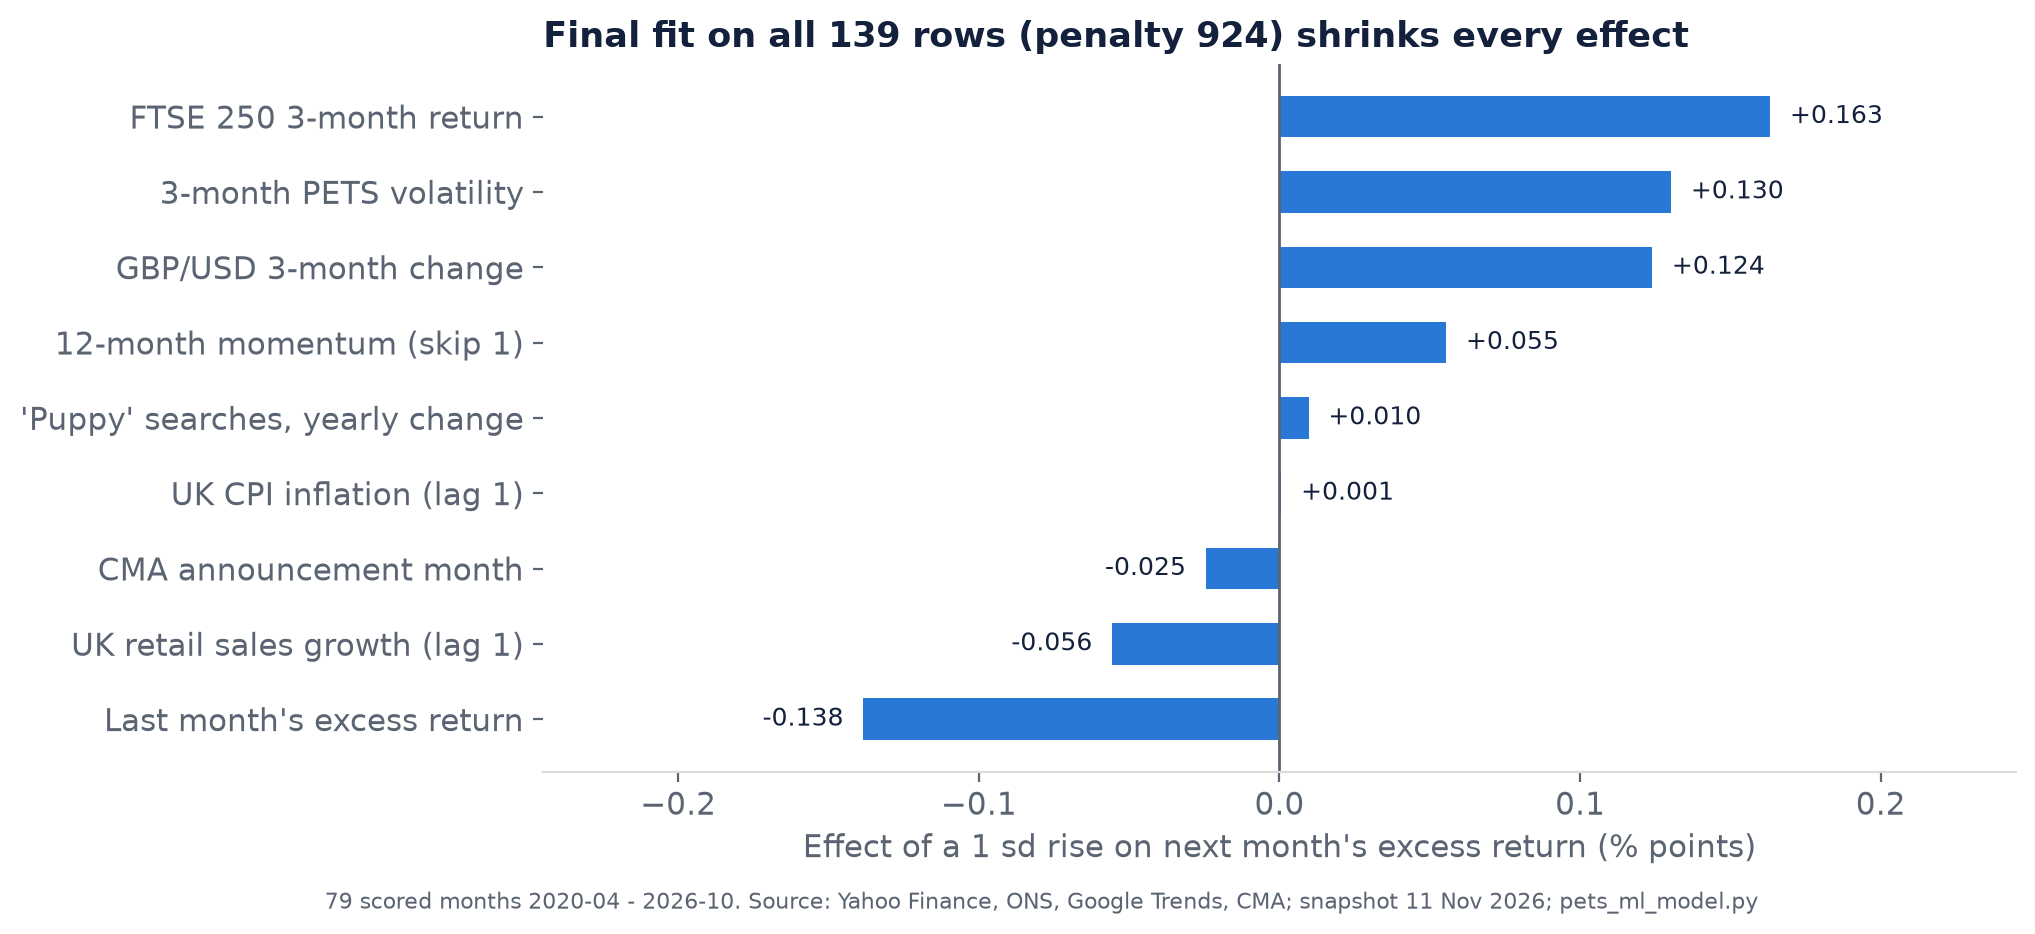 Final fit on all 139 rows (penalty 924) shrinks every effect
FTSE 250 3-month return
+0.163
3-month PETS volatility
+0.130
GBP/USD 3-month change
+0.124
12-month momentum (skip 1)
+0.055
'Puppy' searches, yearly change
+0.010
UK CPI inflation (lag 1)
+0.001
CMA announcement month
-0.025
UK retail sales growth (lag 1)
-0.056
Last month's excess return
-0.138
−0.2 −0.1 0.0 0.1 0.2
Effect of a 1 sd rise on next month's excess return (% points)
79 scored months 2020-04 - 2026-10. Source: Yahoo Finance, ONS, Google Trends, CMA; snapshot 11 Nov 2026; pets_ml_model.py